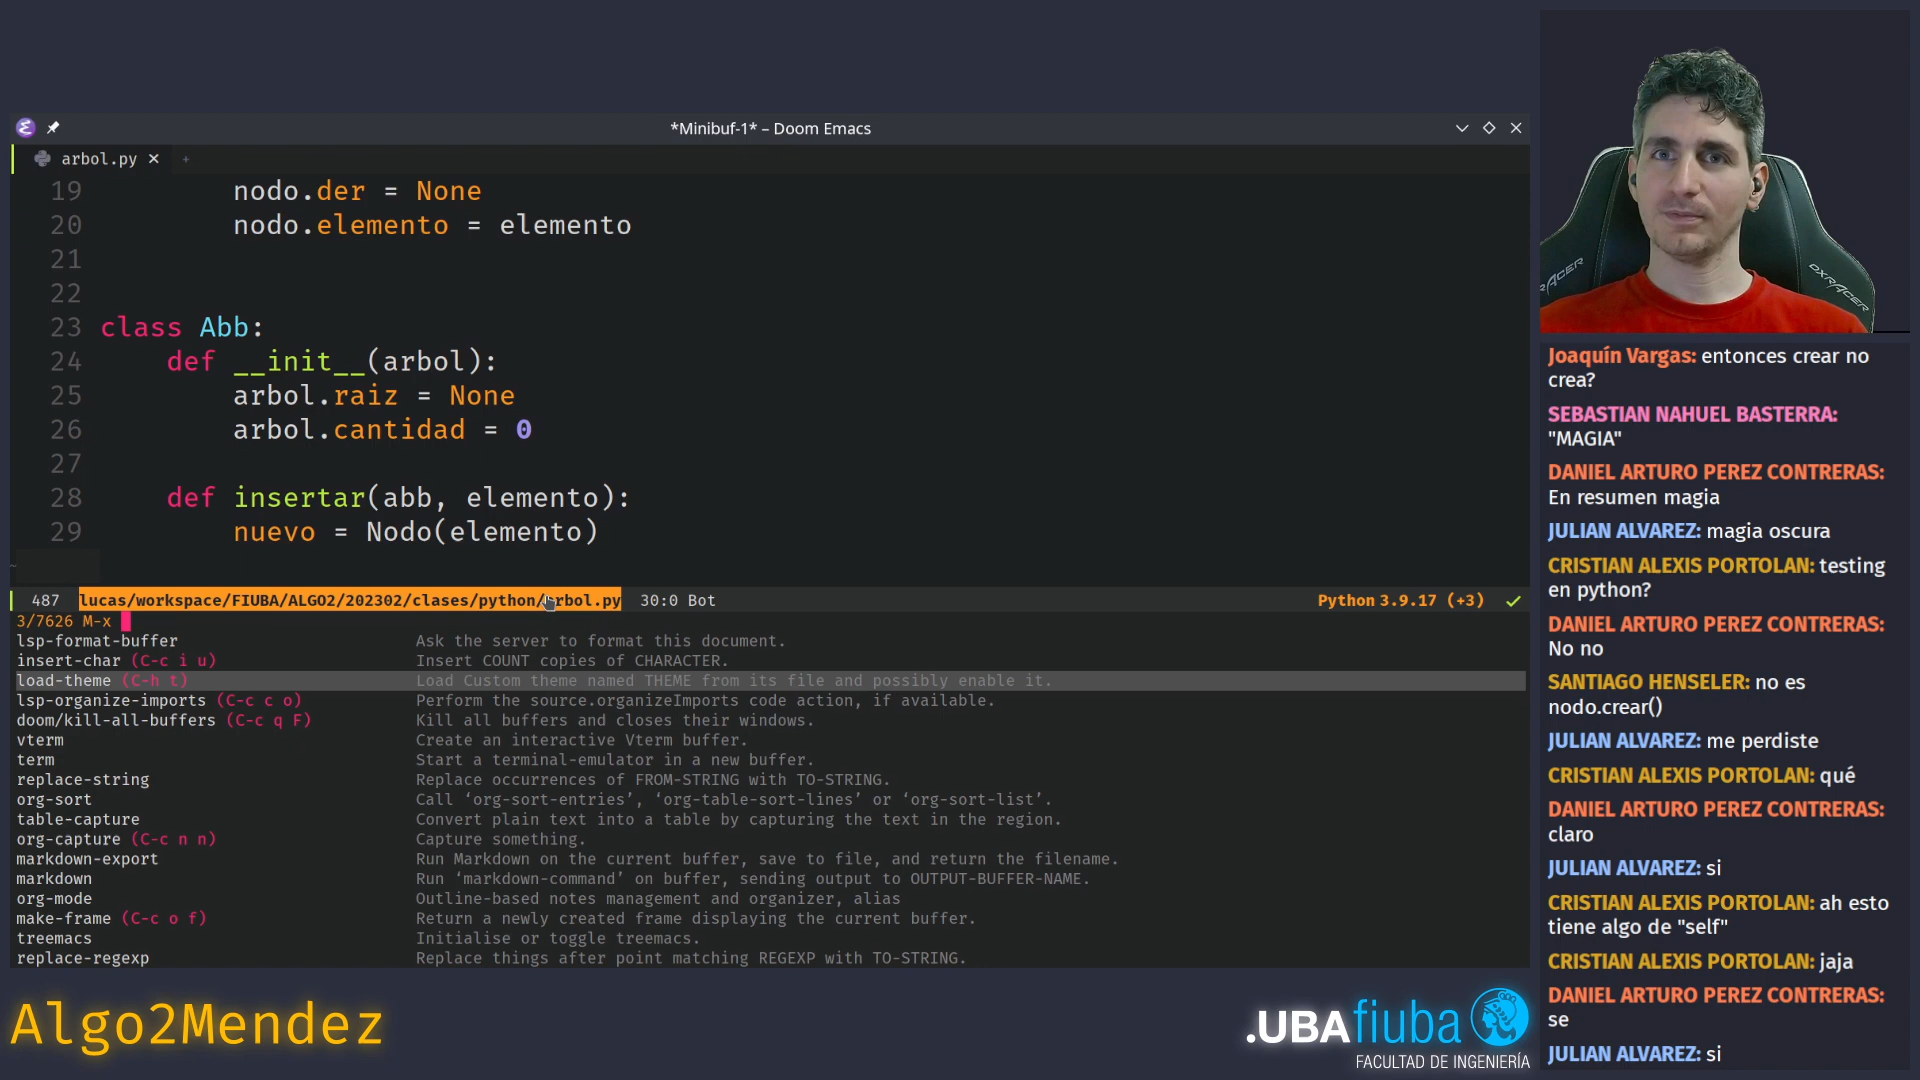 *Minibuf-1* – Doom Emacs
arbol.py
19 nodo.der = None
20 nodo.elemento = elemento
21
22
23 class Abb:
24 def __init__(arbol):
25 arbol.raiz = None
26 arbol.cantidad = 0
27
28 def insertar(abb, elemento):
29 nuevo = Nodo(elemento)
~
487 lucas/workspace/FIUBA/ALGO2/202302/clases/python/arbol.py 30:0 Bot Python 3.9.17 (+3)
3/7626 M-x
lsp-format-buffer Ask the server to format this document.
insert-char (C-c i u) Insert COUNT copies of CHARACTER.
load-theme (C-h t) Load Custom theme named THEME from its file and possibly enable it.
lsp-organize-imports (C-c c o) Perform the source.organizeImports code action, if available.
doom/kill-all-buffers (C-c q F) Kill all buffers and closes their windows.
vterm Create an interactive Vterm buffer.
term Start a terminal-emulator in a new buffer.
replace-string Replace occurrences of FROM-STRING with TO-STRING.
org-sort Call ‘org-sort-entries’, ‘org-table-sort-lines’ or ‘org-sort-list’.
table-capture Convert plain text into a table by capturing the text in the region.
org-capture (C-c n n) Capture something.
markdown-export Run Markdown on the current buffer, save to file, and return the filename.
markdown Run ‘markdown-command’ on buffer, sending output to OUTPUT-BUFFER-NAME.
org-mode Outline-based notes management and organizer, alias
make-frame (C-c o f) Return a newly created frame displaying the current buffer.
treemacs Initialise or toggle treemacs.
replace-regexp Replace things after point matching REGEXP with TO-STRING.
Algo2Mendez
.UBAfiuba
FACULTAD DE INGENIERÍA
DXRACER
Joaquín Vargas: entonces crear no
crea?
SEBASTIAN NAHUEL BASTERRA:
"MAGIA"
DANIEL ARTURO PEREZ CONTRERAS:
En resumen magia
JULIAN ALVAREZ: magia oscura
CRISTIAN ALEXIS PORTOLAN: testing
en python?
DANIEL ARTURO PEREZ CONTRERAS:
No no
SANTIAGO HENSELER: no es
nodo.crear()
JULIAN ALVAREZ: me perdiste
CRISTIAN ALEXIS PORTOLAN: qué
DANIEL ARTURO PEREZ CONTRERAS:
claro
JULIAN ALVAREZ: si
CRISTIAN ALEXIS PORTOLAN: ah esto
tiene algo de "self"
CRISTIAN ALEXIS PORTOLAN: jaja
DANIEL ARTURO PEREZ CONTRERAS:
se
JULIAN ALVAREZ: si